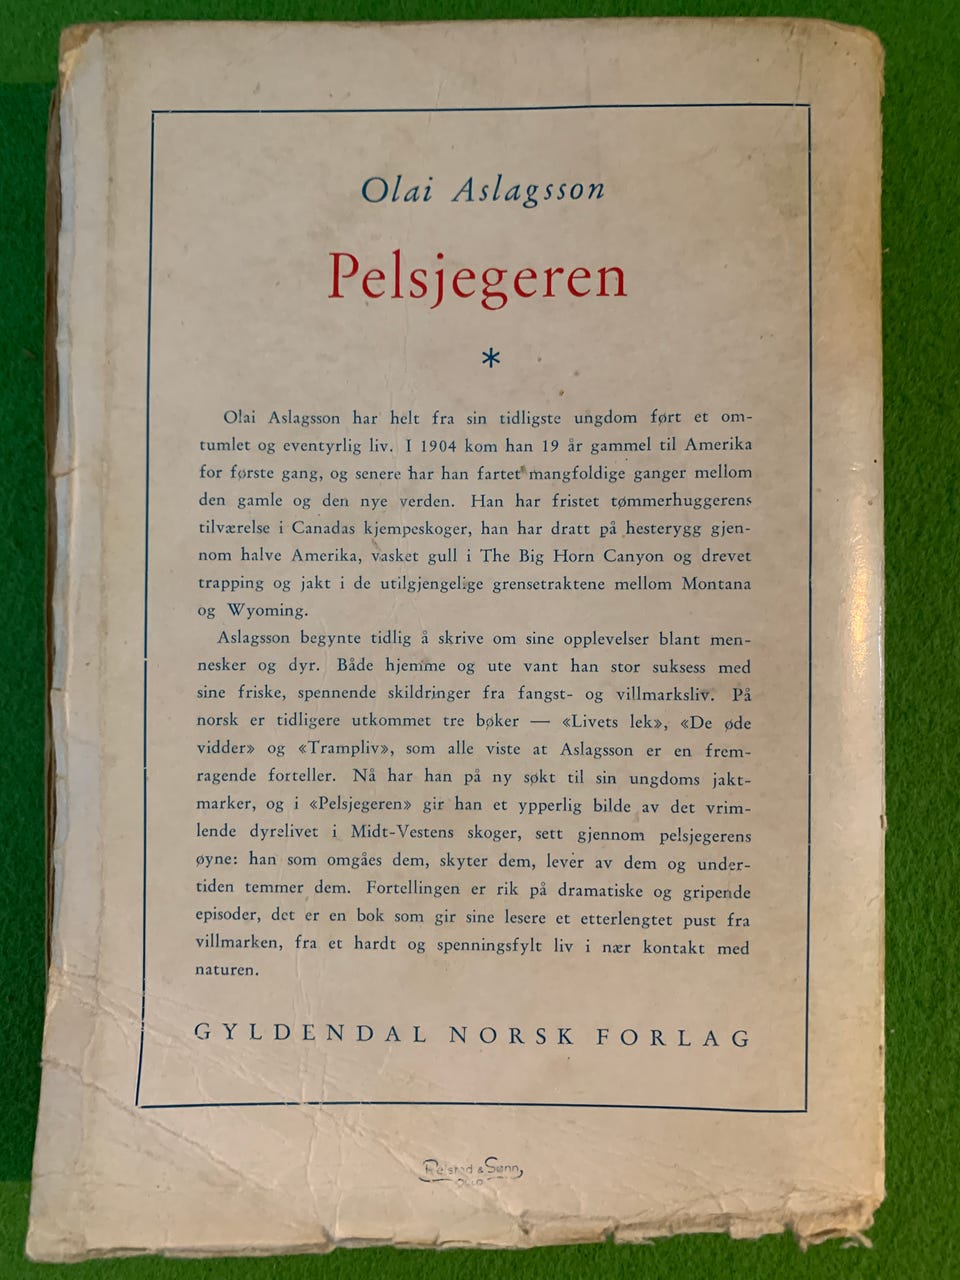 Olai Aslagsson
Pelsjegeren
*
Olai Aslagsson har helt fra sin tidligste ungdom ført et om-
tumlet og eventyrlig liv. I 1904 kom han 19 år gammel til Amerika
for første gang, og senere har han fartet mangfoldige ganger mellom
den gamle og den nye verden. Han har fristet tømmerhuggerens
tilværelse i Canadas kjempeskoger, han har dratt på hesterygg gjen-
nom halve Amerika, vasket gull i The Big Horn Canyon og drevet
trapping og jakt i de utilgjengelige grensetraktene mellom Montana
og Wyoming.
Aslagsson begynte tidlig å skrive om sine opplevelser blant men-
nesker og dyr. Både hjemme og ute vant han stor suksess med
sine friske, spennende skildringer fra fangst- og villmarksliv. På
norsk er tidligere utkommet tre bøker — «Livets lek», «De øde
vidder» og «Trampliv», som alle viste at Aslagsson er en frem-
ragende forteller. Nå har han på ny søkt til sin ungdoms jakt-
marker, og i «Pelsjegeren» gir han et ypperlig bilde av det vrim-
lende dyrelivet i Midt-Vestens skoger, sett gjennom pelsjegerens
øyne: han som omgåes dem, skyter dem, lever av dem og under-
tiden temmer dem. Fortellingen er rik på dramatiske og gripende
episoder, det er en bok som gir sine lesere et etterlengtet pust fra
villmarken, fra et hardt og spenningsfylt liv i nær kontakt med
naturen.
GYLDENDAL NORSK FORLAG
& Sønn